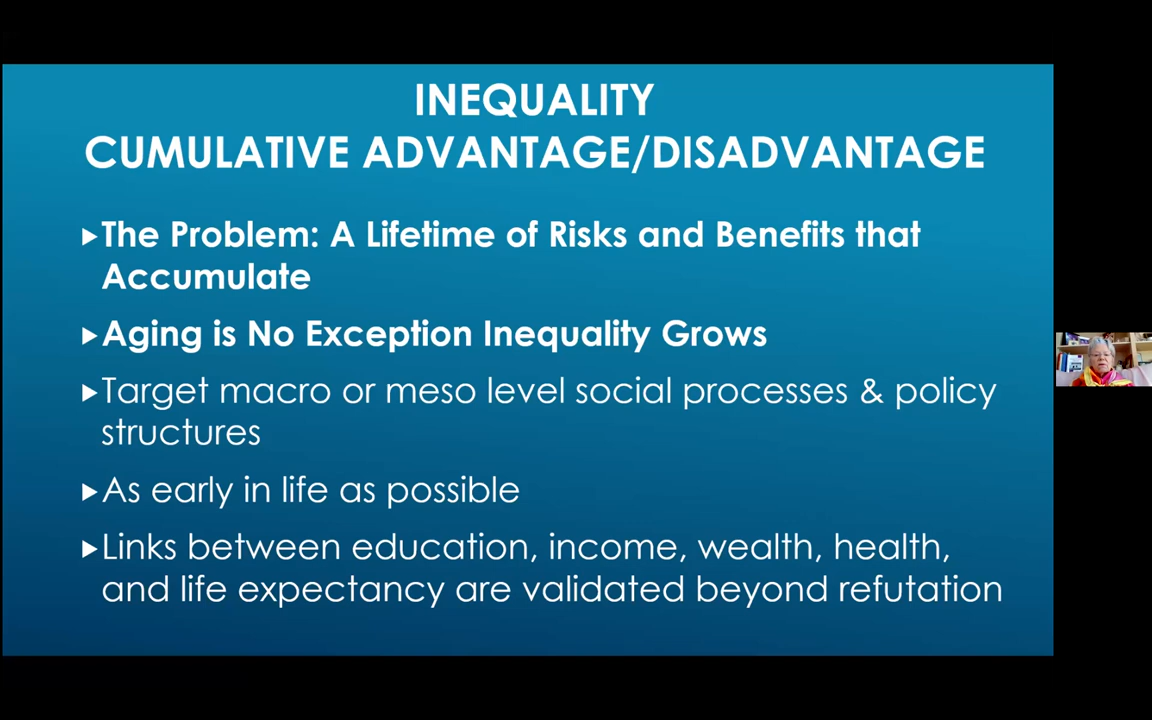 INEQUALITY
CUMULATIVE ADVANTAGE/DISADVANTAGE
The Problem: A Lifetime of Risks and Benefits that
Accumulate
Aging is No Exception Inequality Grows
Target macro or meso level social processes & policy
structures
As early in life as possible
Links between education, income, wealth, health,
and life expectancy are validated beyond refutation